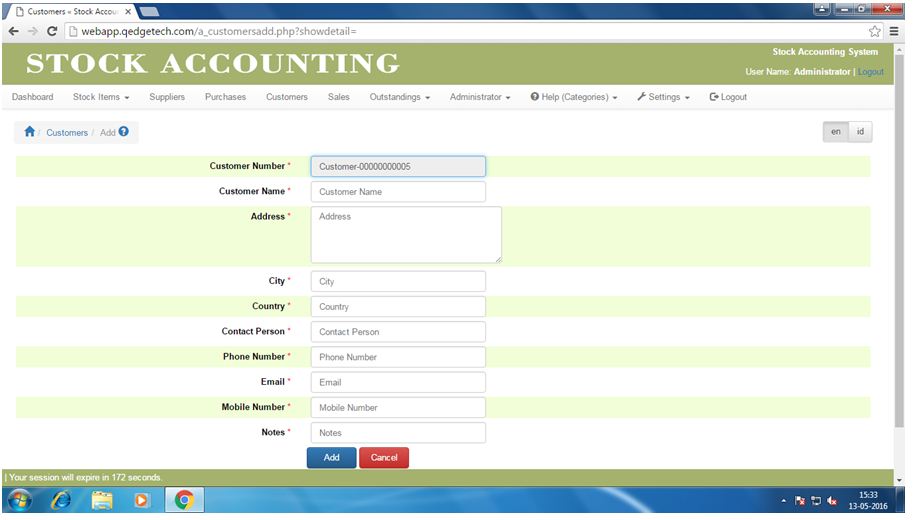 Customers « Stock Accou
webapp.qedgetech.com/a_customersadd.php?showdetail=
Stock Accounting System
STOCK ACCOUNTING
User Name: Administrator | Logout
Dashboard Stock Items Suppliers Purchases Customers Sales Outstandings Administrator Help (Categories) Settings Logout
/ Customers / Add
en id
Customer Number * Customer-00000000005
Customer Name * Customer Name
Address * Address
City * City
Country * Country
Contact Person * Contact Person
Phone Number * Phone Number
Email * Email
Mobile Number * Mobile Number
Notes * Notes
Add Cancel
| Your session will expire in 172 seconds.
15:33
13-05-2016